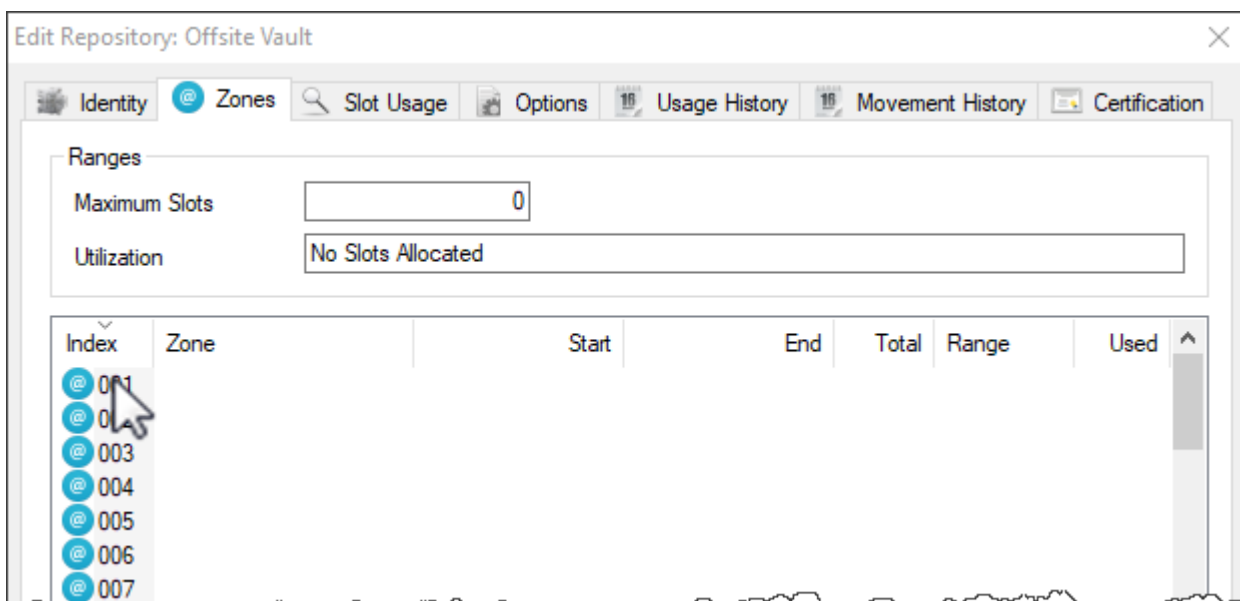 Edit Repository: Offsite Vault
Identity Zones Slot Usage Options Usage History Movement History Certification
Ranges
Maximum Slots 0
Utilization No Slots Allocated
Index Zone Start End Total Range Used
003
004
005
006
007